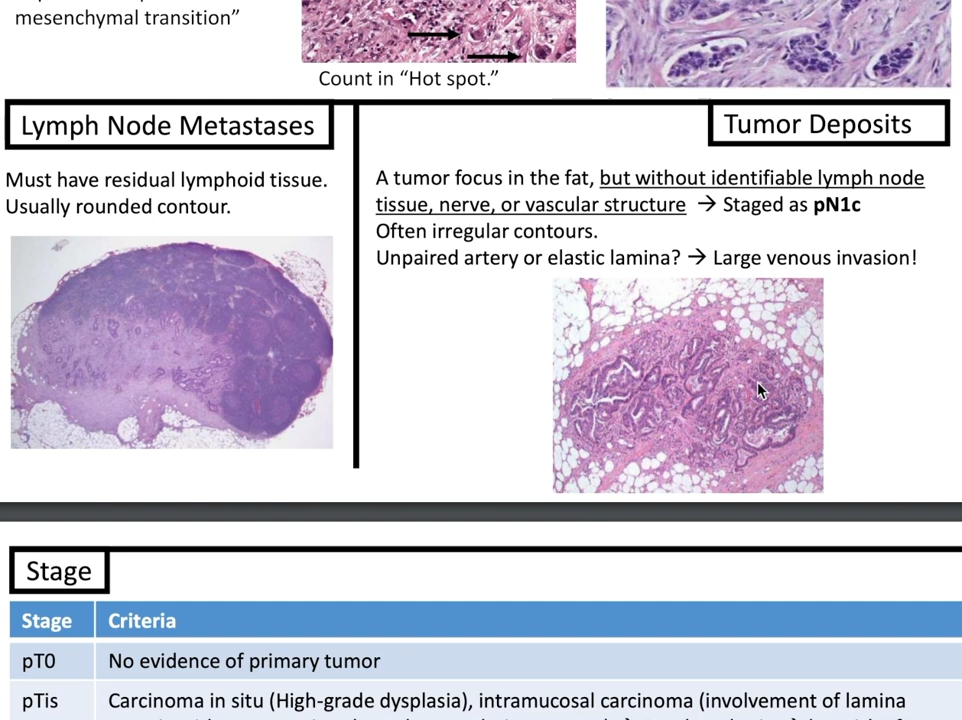 mesenchymal transition”
Count in “Hot spot.”
Lymph Node Metastases
Must have residual lymphoid tissue.
Usually rounded contour.
Tumor Deposits
A tumor focus in the fat, but without identifiable lymph node
tissue, nerve, or vascular structure → Staged as pN1c
Often irregular contours.
Unpaired artery or elastic lamina? → Large venous invasion!
Stage
Stage Criteria
pT0 No evidence of primary tumor
pTis Carcinoma in situ (High-grade dysplasia), intramucosal carcinoma (involvement of lamina